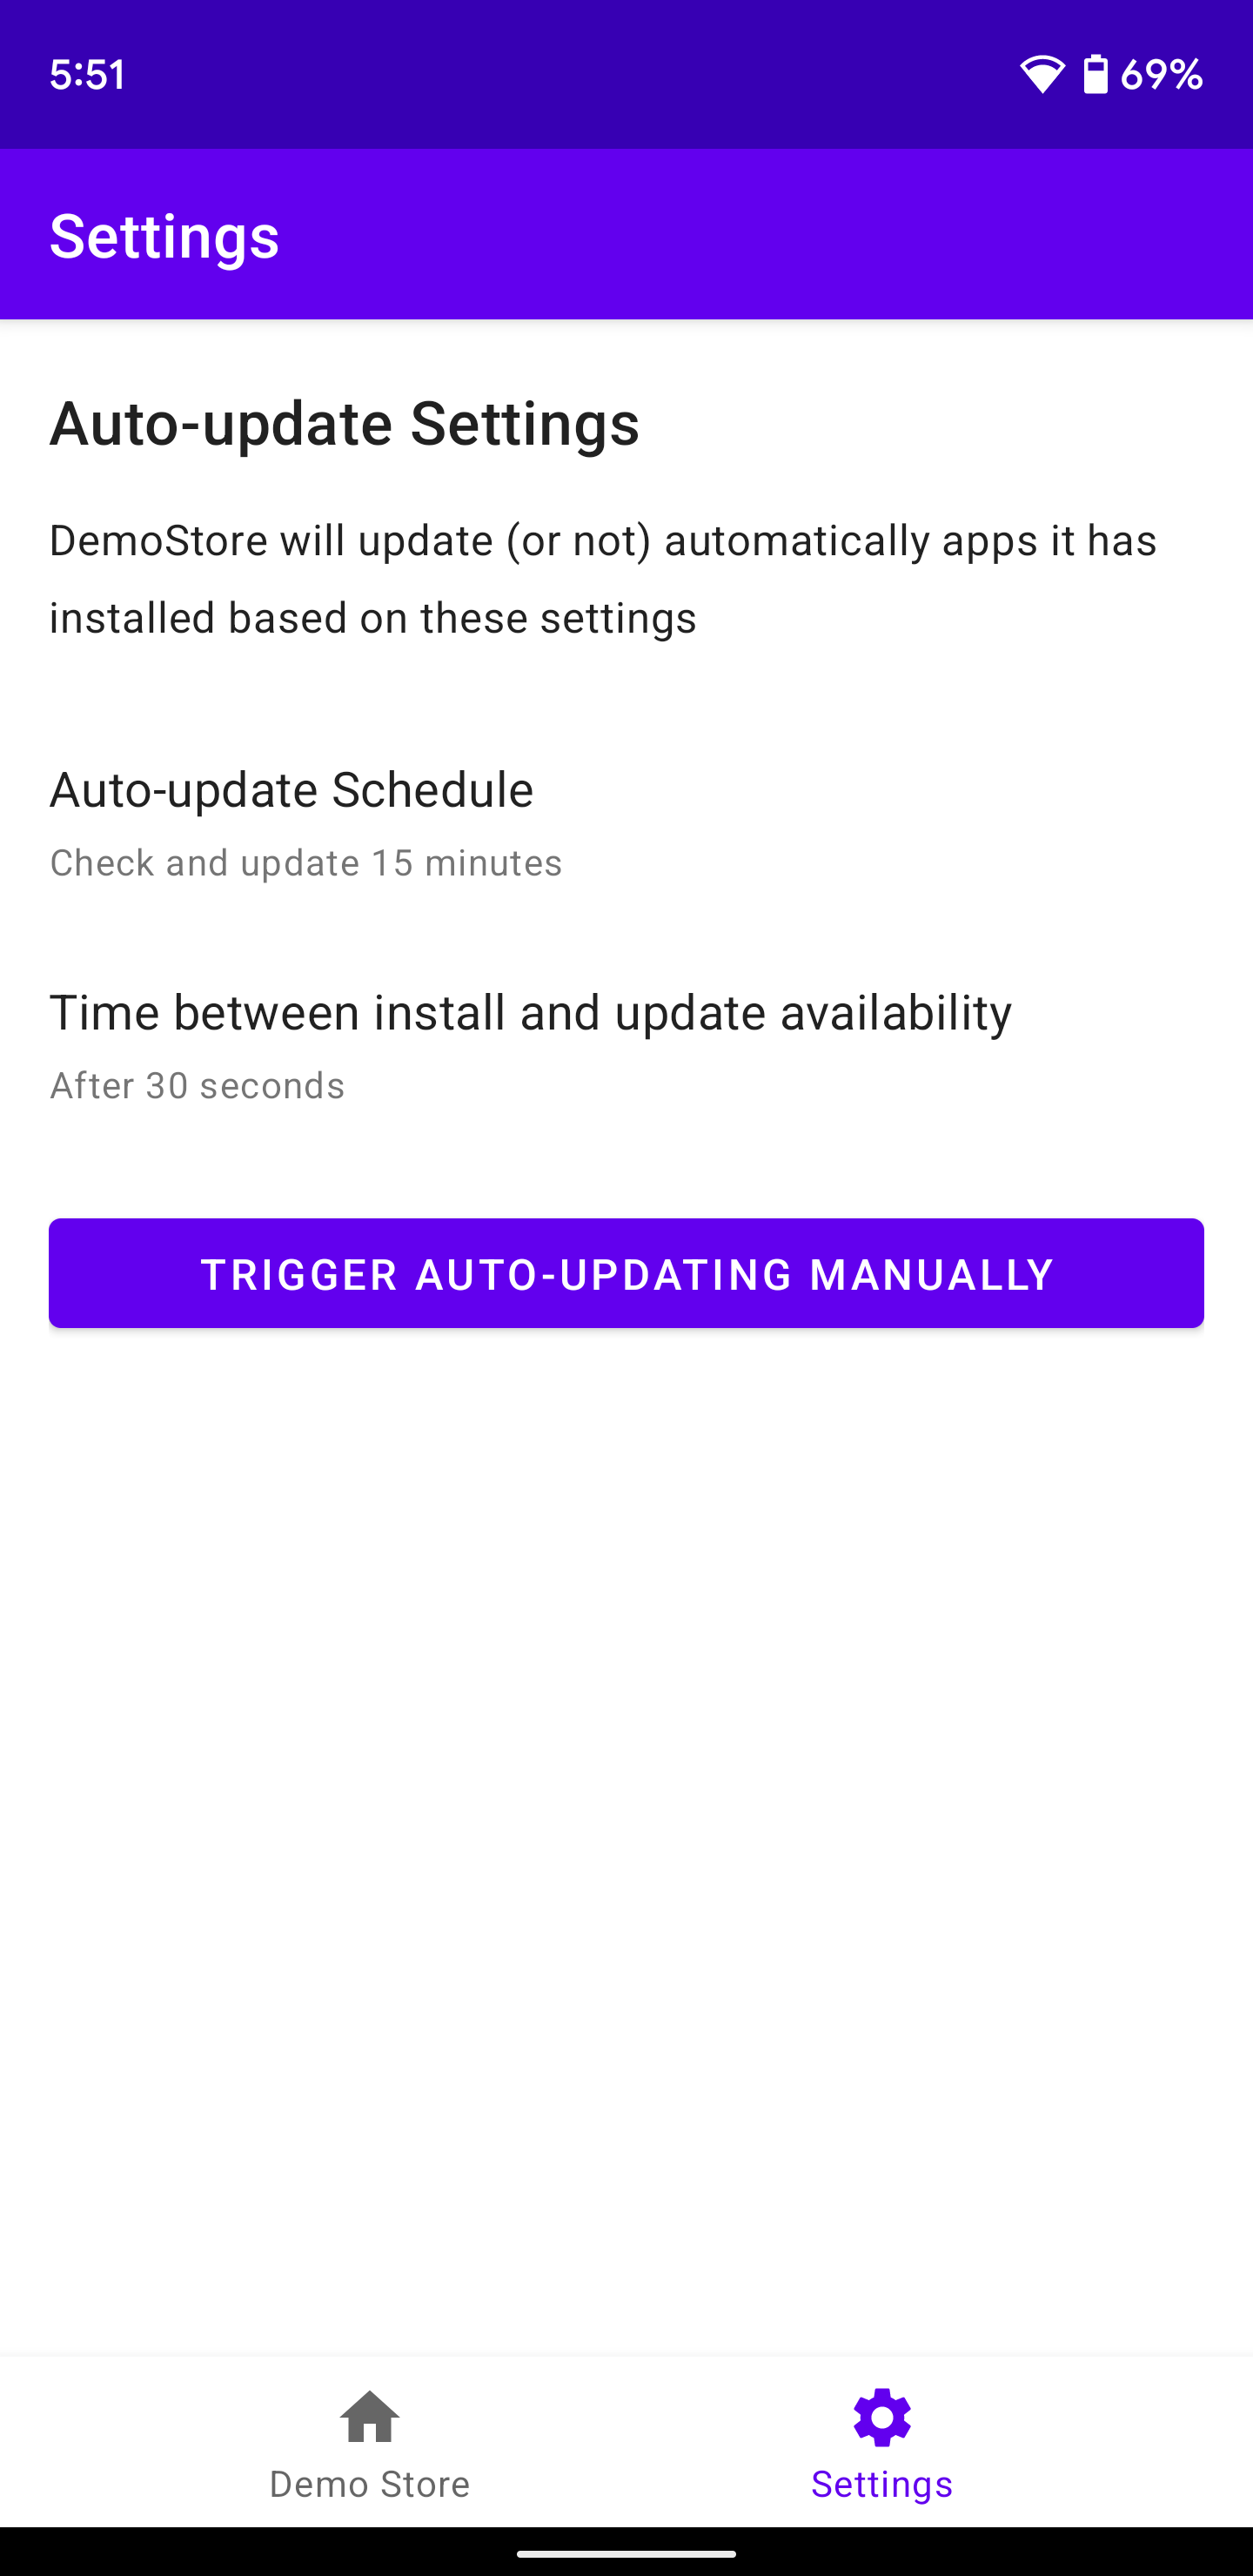 5:51
69%
Settings
Auto-update Settings
DemoStore will update (or not) automatically apps it has
installed based on these settings
Auto-update Schedule
Check and update 15 minutes
Time between install and update availability
After 30 seconds
TRIGGER AUTO-UPDATING MANUALLY
Demo Store
Settings